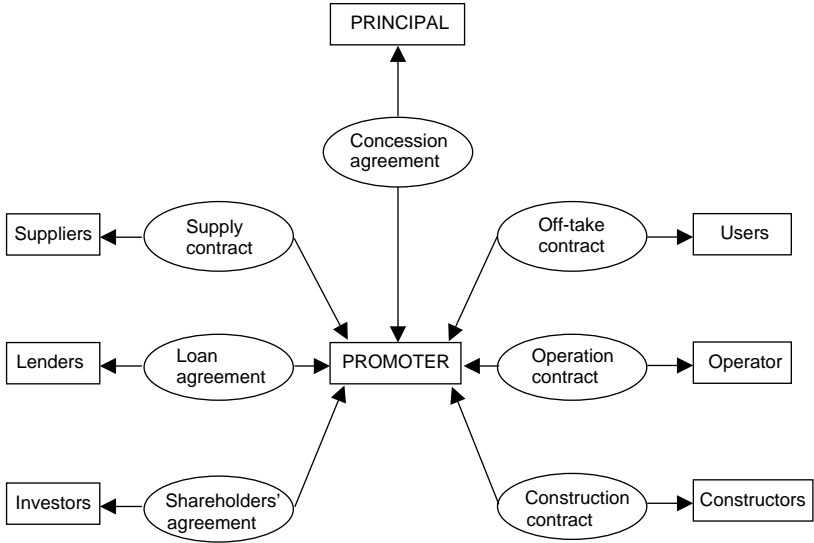 PRINCIPAL
Concession
agreement
Suppliers
Supply
contract
Off-take
contract
Users
Lenders
Loan
agreement
PROMOTER
Operation
contract
Operator
Investors
Shareholders’
agreement
Construction
contract
Constructors